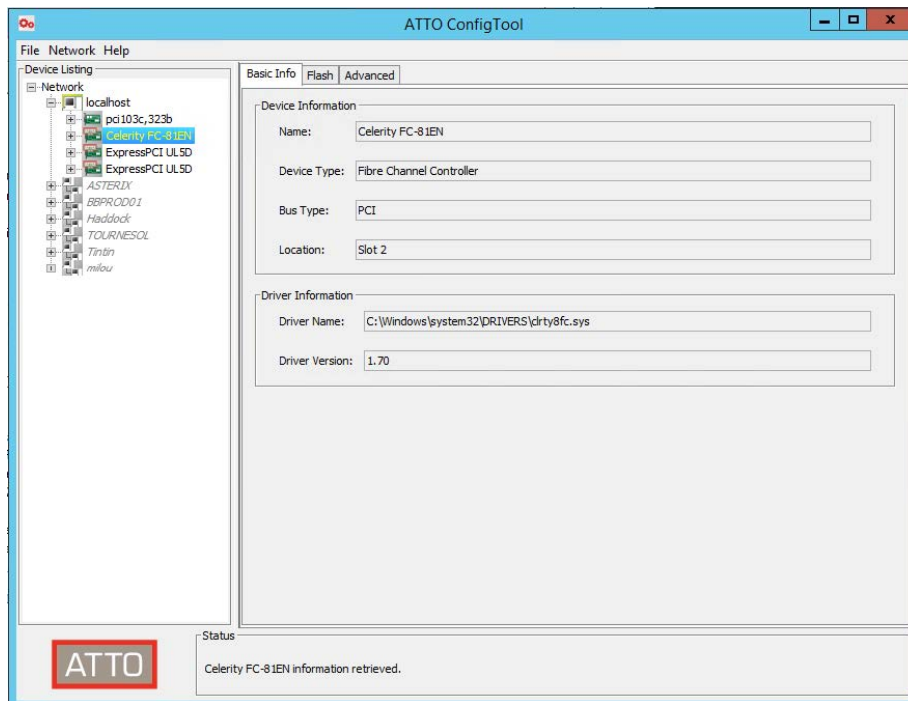 ATTO ConfigTool
File Network Help
Device Listing
Network
localhost
pci103c,323b
Celerity FC-81EN
ExpressPCI UL5D
ExpressPCI UL5D
ASTERIX
BBPROD01
Haddock
TOURNESOL
Tintin
milou
Basic Info Flash Advanced
Device Information
Name: Celerity FC-81EN
Device Type: Fibre Channel Controller
Bus Type: PCI
Location: Slot 2
Driver Information
Driver Name: C:\Windows\system32\DRIVERS\clrty8fc.sys
Driver Version: 1.70
ATTO
Status
Celerity FC-81EN information retrieved.